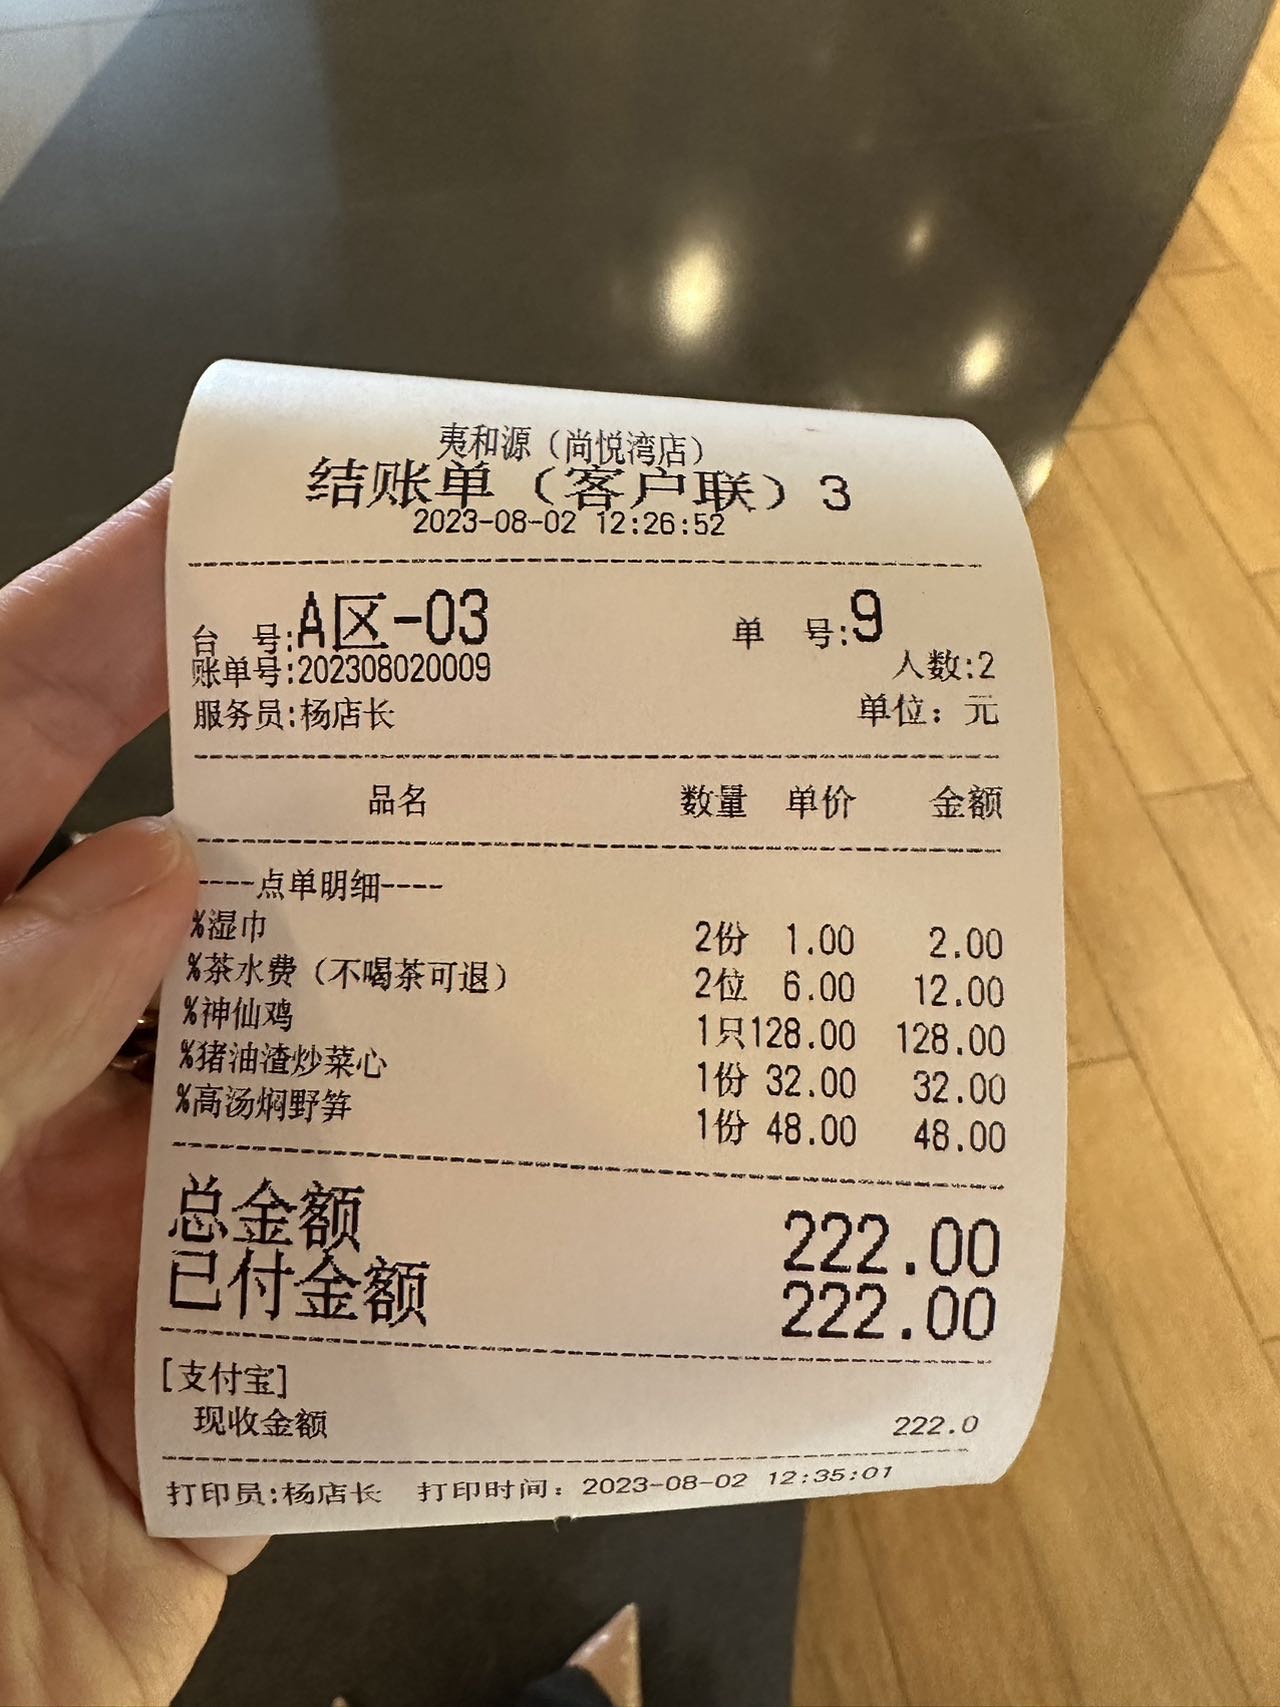 夷和源（尚悦湾店）
结账单（客户联）3
2023-08-02 12:26:52
台 号:A区-03 单 号:9
账单号:202308020009 人数:2
服务员:杨店长 单位：元
品名 数量 单价 金额
----点单明细----
%湿巾 2份 1.00 2.00
%茶水费（不喝茶可退） 2位 6.00 12.00
%神仙鸡 1只128.00 128.00
%猪油渣炒菜心 1份 32.00 32.00
%高汤焖野笋 1份 48.00 48.00
总金额 222.00
已付金额 222.00
[支付宝]
现收金额 222.0
打印员:杨店长 打印时间：2023-08-02 12:35:01